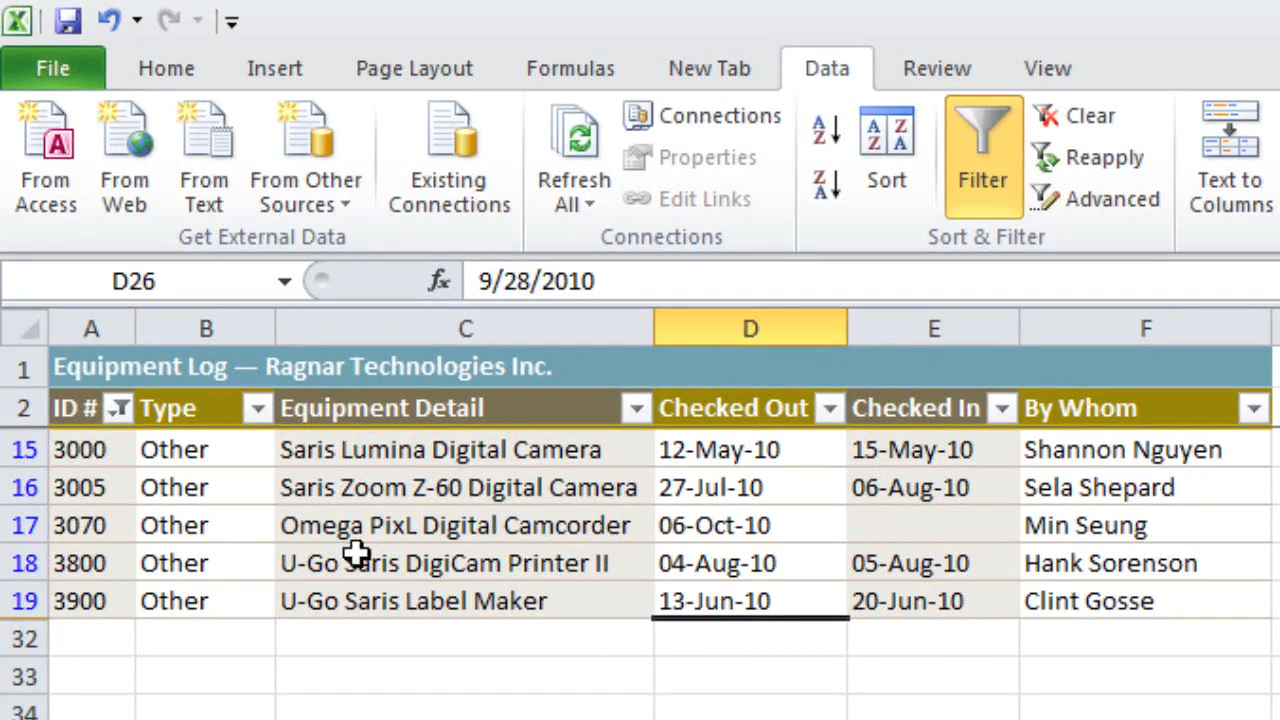 File Home Insert Page Layout Formulas New Tab Data Review View
From Access From Web From Text From Other Sources Existing Connections Refresh All Connections Properties Edit Links Sort Filter Clear Reapply Advanced Text to Columns
Get External Data Connections Sort & Filter
D26 fx 9/28/2010
A B C D E F
1 Equipment Log — Ragnar Technologies Inc.
2 ID # Type Equipment Detail Checked Out Checked In By Whom
15 3000 Other Saris Lumina Digital Camera 12-May-10 15-May-10 Shannon Nguyen
16 3005 Other Saris Zoom Z-60 Digital Camera 27-Jul-10 06-Aug-10 Sela Shepard
17 3070 Other Omega PixL Digital Camcorder 06-Oct-10 Min Seung
18 3800 Other U-Go Saris DigiCam Printer II 04-Aug-10 05-Aug-10 Hank Sorenson
19 3900 Other U-Go Saris Label Maker 13-Jun-10 20-Jun-10 Clint Gosse
32
33
34